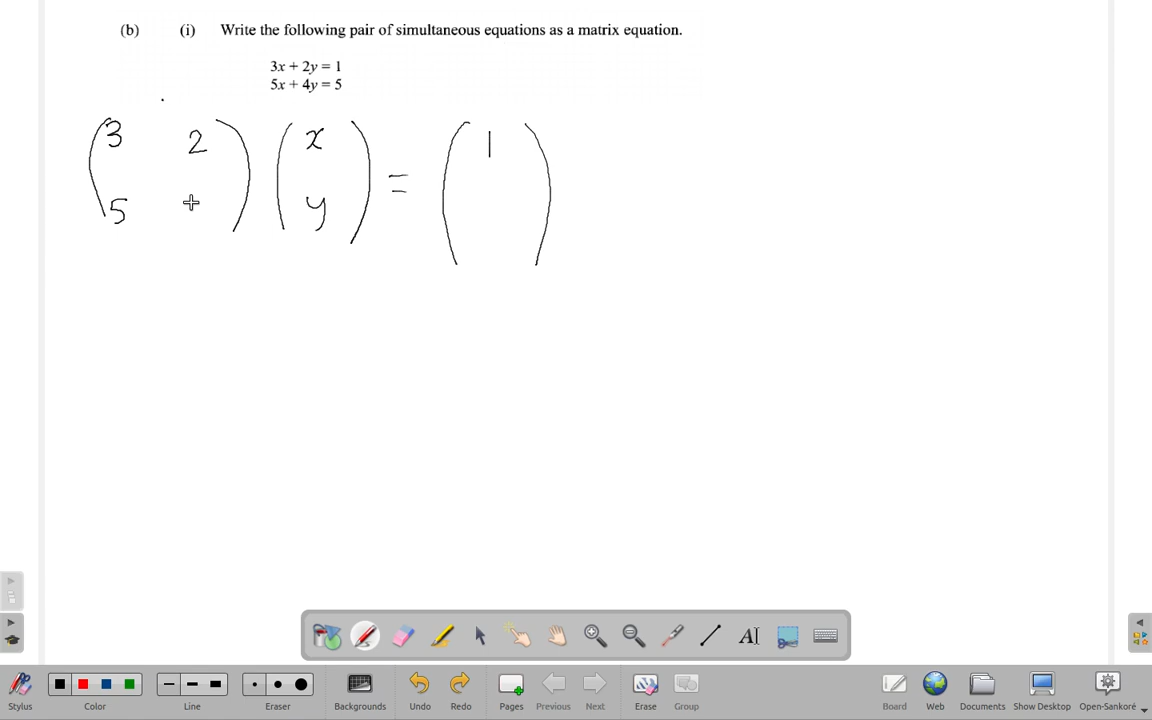 (b) (i) Write the following pair of simultaneous equations as a matrix equation.
3x + 2y = 1
5x + 4y = 5
(3 2) (x) = (1)
(5 ) (y) ( )
Stylus Color Line Eraser Backgrounds Undo Redo Pages Previous Next Erase Group Board Web Documents Show Desktop Open-Sankoré